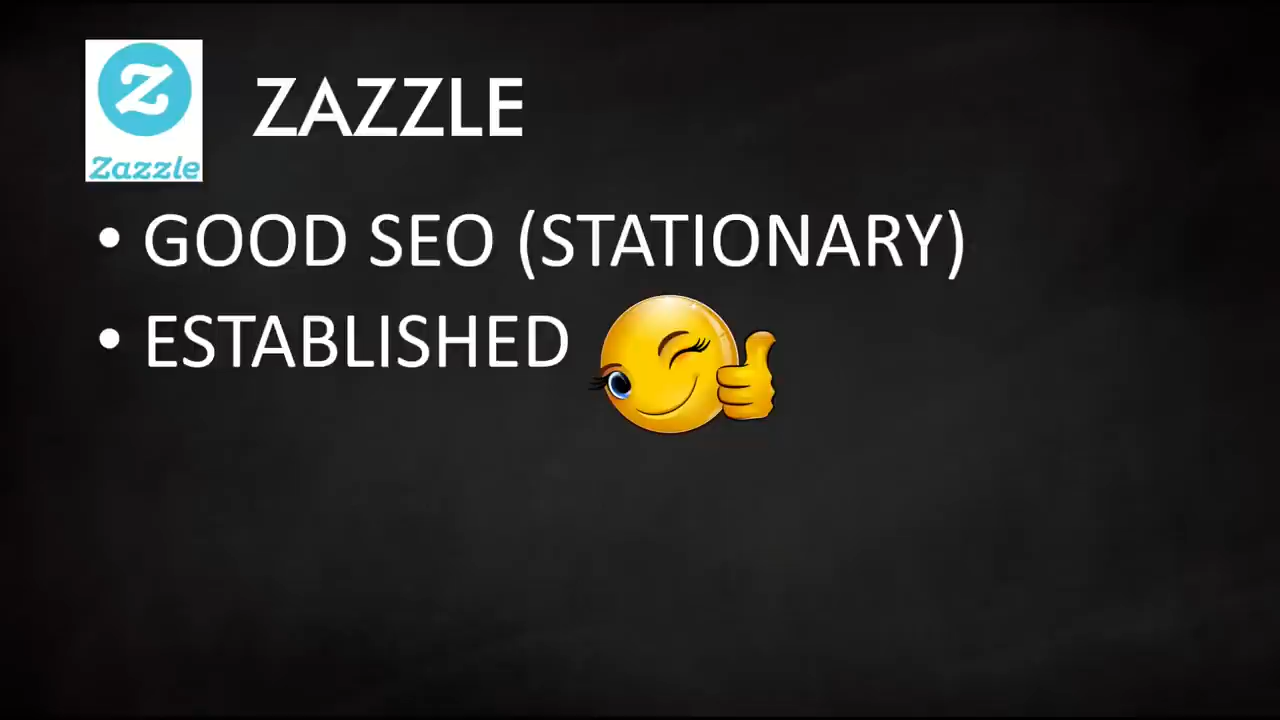 Z
Zazzle
ZAZZLE
• GOOD SEO (STATIONARY)
• ESTABLISHED